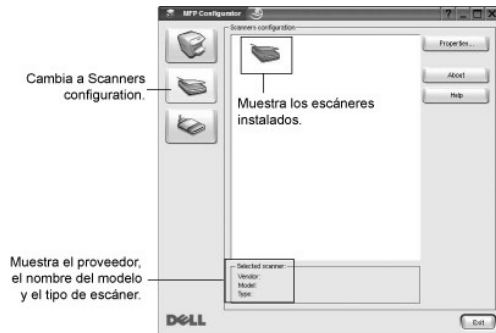 MFP Configurator
Scanners configuration
Properties...
About
Help
Cambia a Scanners
configuration.
Muestra los escáneres
instalados.
Muestra el proveedor,
el nombre del modelo
y el tipo de escáner.
Selected scanner:
Vendor:
Model:
Type:
DELL
Exit